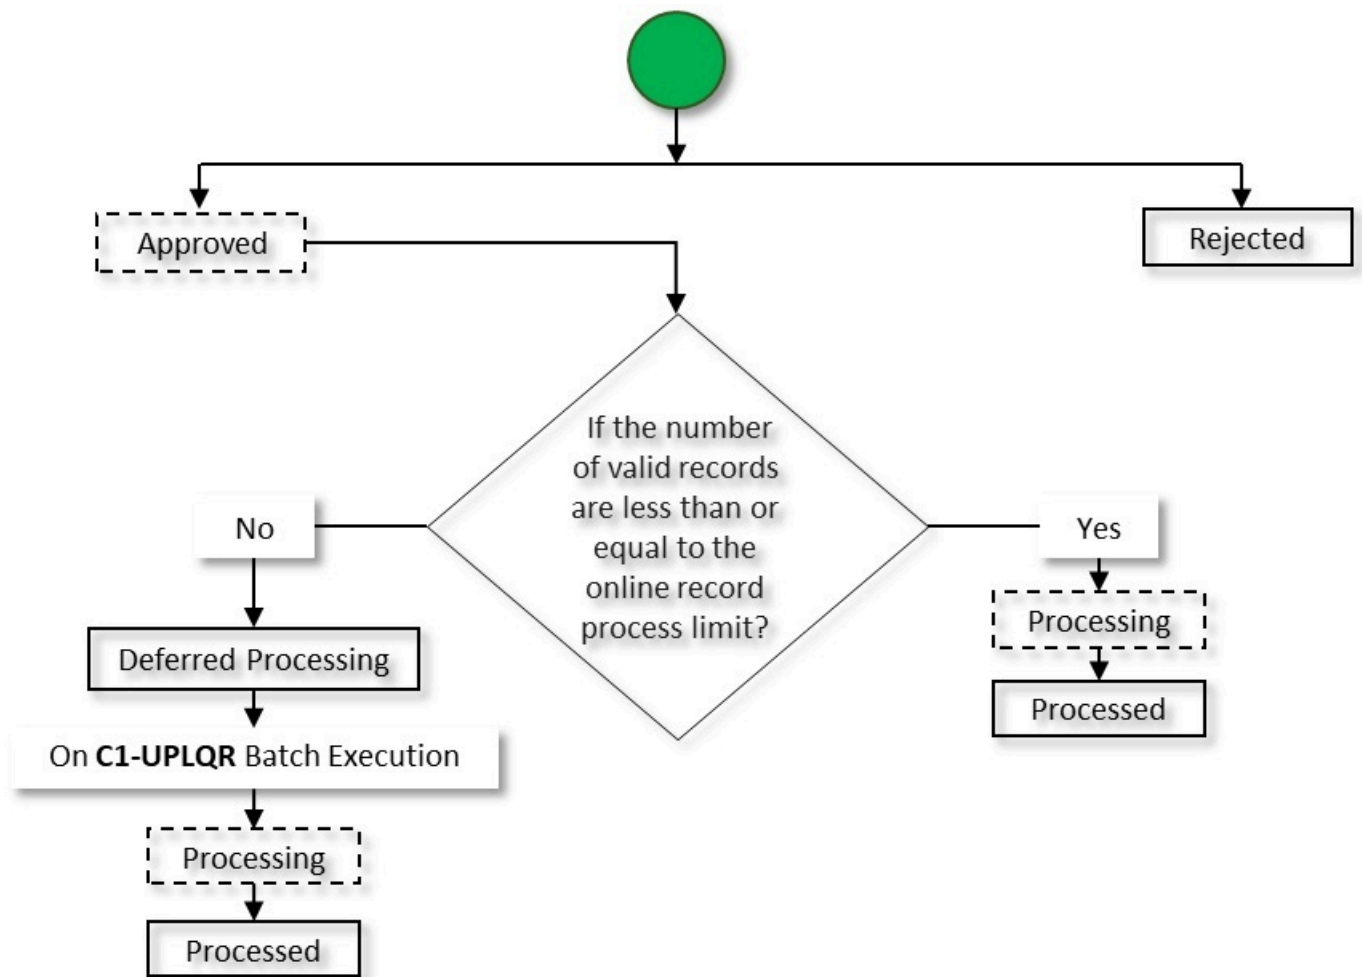 Approved
Rejected
If the number
of valid records
are less than or
equal to the
online record
process limit?
No
Yes
Deferred Processing
Processing
Processed
On C1-UPLQR Batch Execution
Processing
Processed